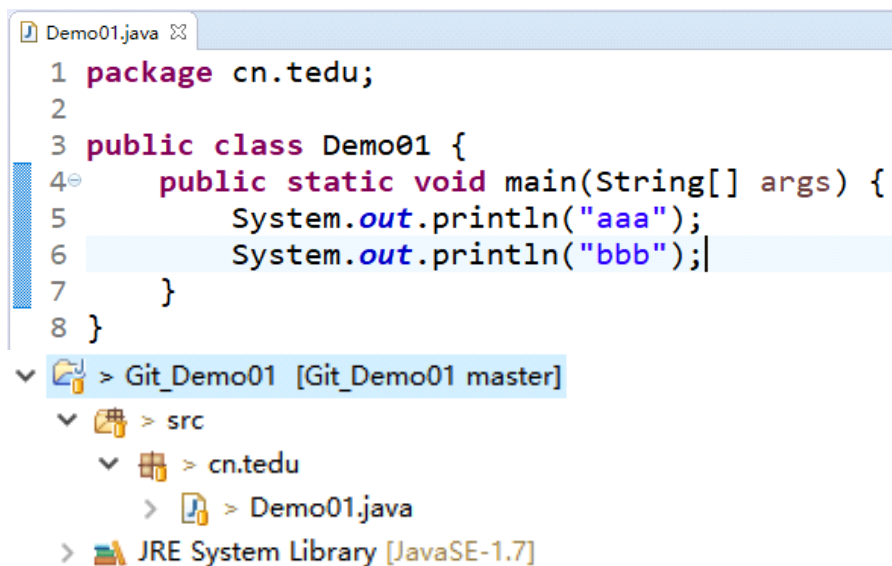 Demo01.java
1 package cn.tedu;
2
3 public class Demo01 {
4 public static void main(String[] args) {
5 System.out.println("aaa");
6 System.out.println("bbb");
7 }
8 }
> Git_Demo01 [Git_Demo01 master]
> src
> cn.tedu
> Demo01.java
JRE System Library [JavaSE-1.7]